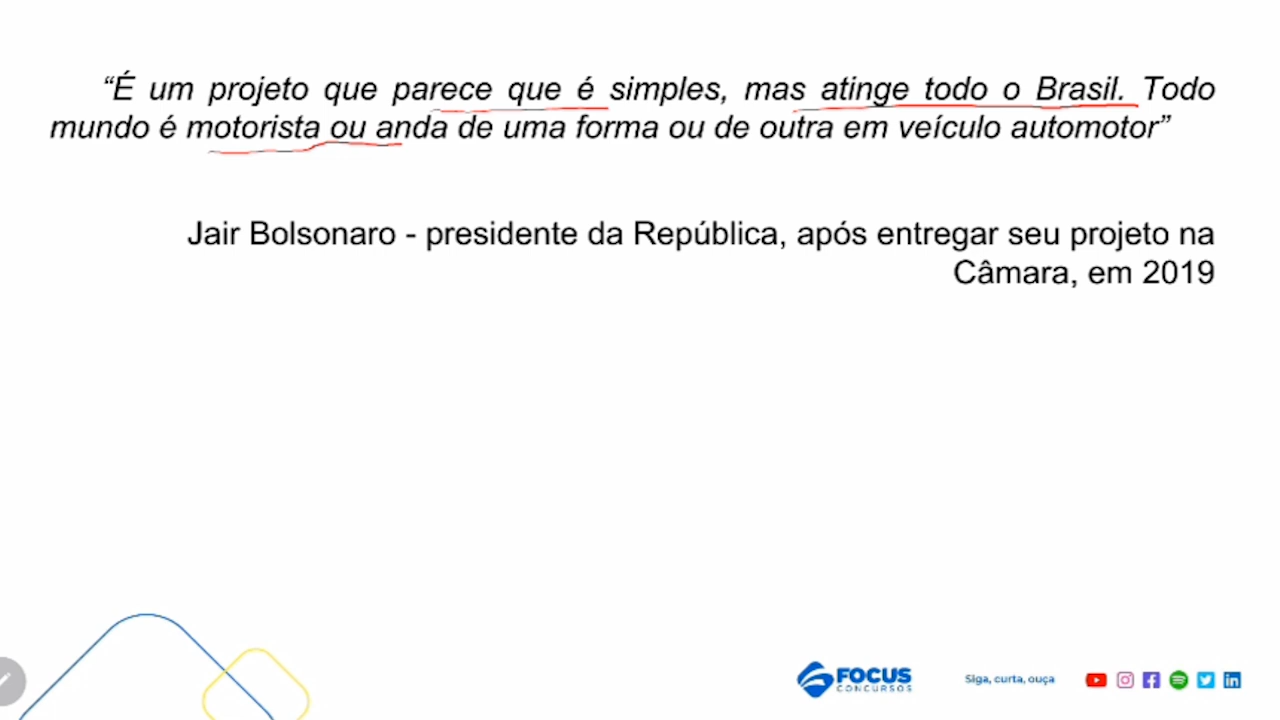 “É um projeto que parece que é simples, mas atinge todo o Brasil. Todo
mundo é motorista ou anda de uma forma ou de outra em veículo automotor”
Jair Bolsonaro - presidente da República, após entregar seu projeto na
Câmara, em 2019
FOCUS
CONCURSOS
Siga, curta, ouça